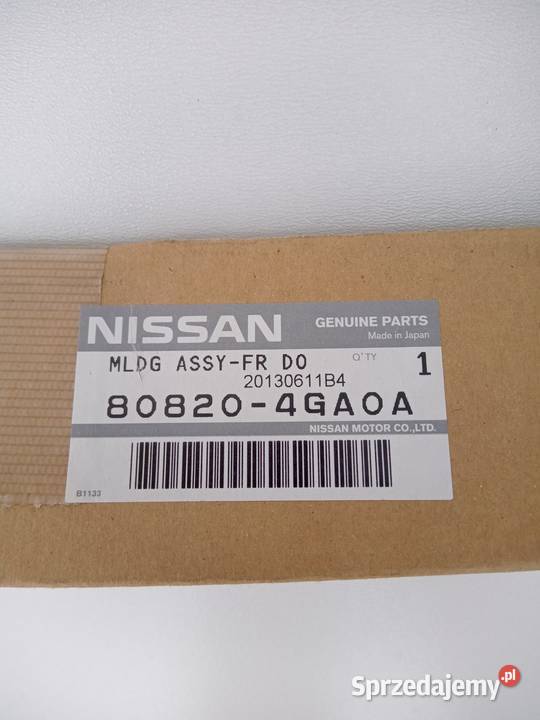 NISSAN
GENUINE PARTS
Made in Japan
MLDG ASSY-FR DO
Q'TY
1
20130611B4
80820-4GA0A
NISSAN MOTOR CO.,LTD.
B1133
Sprzedajemy.pl